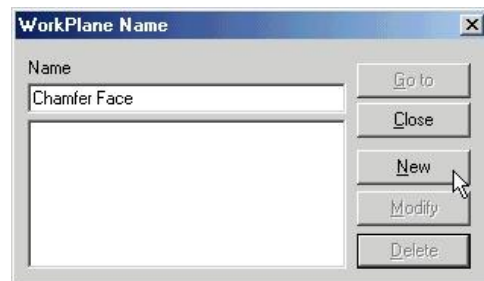 WorkPlane Name
Name
Chamfer Face
Go to
Close
New
Modify
Delete